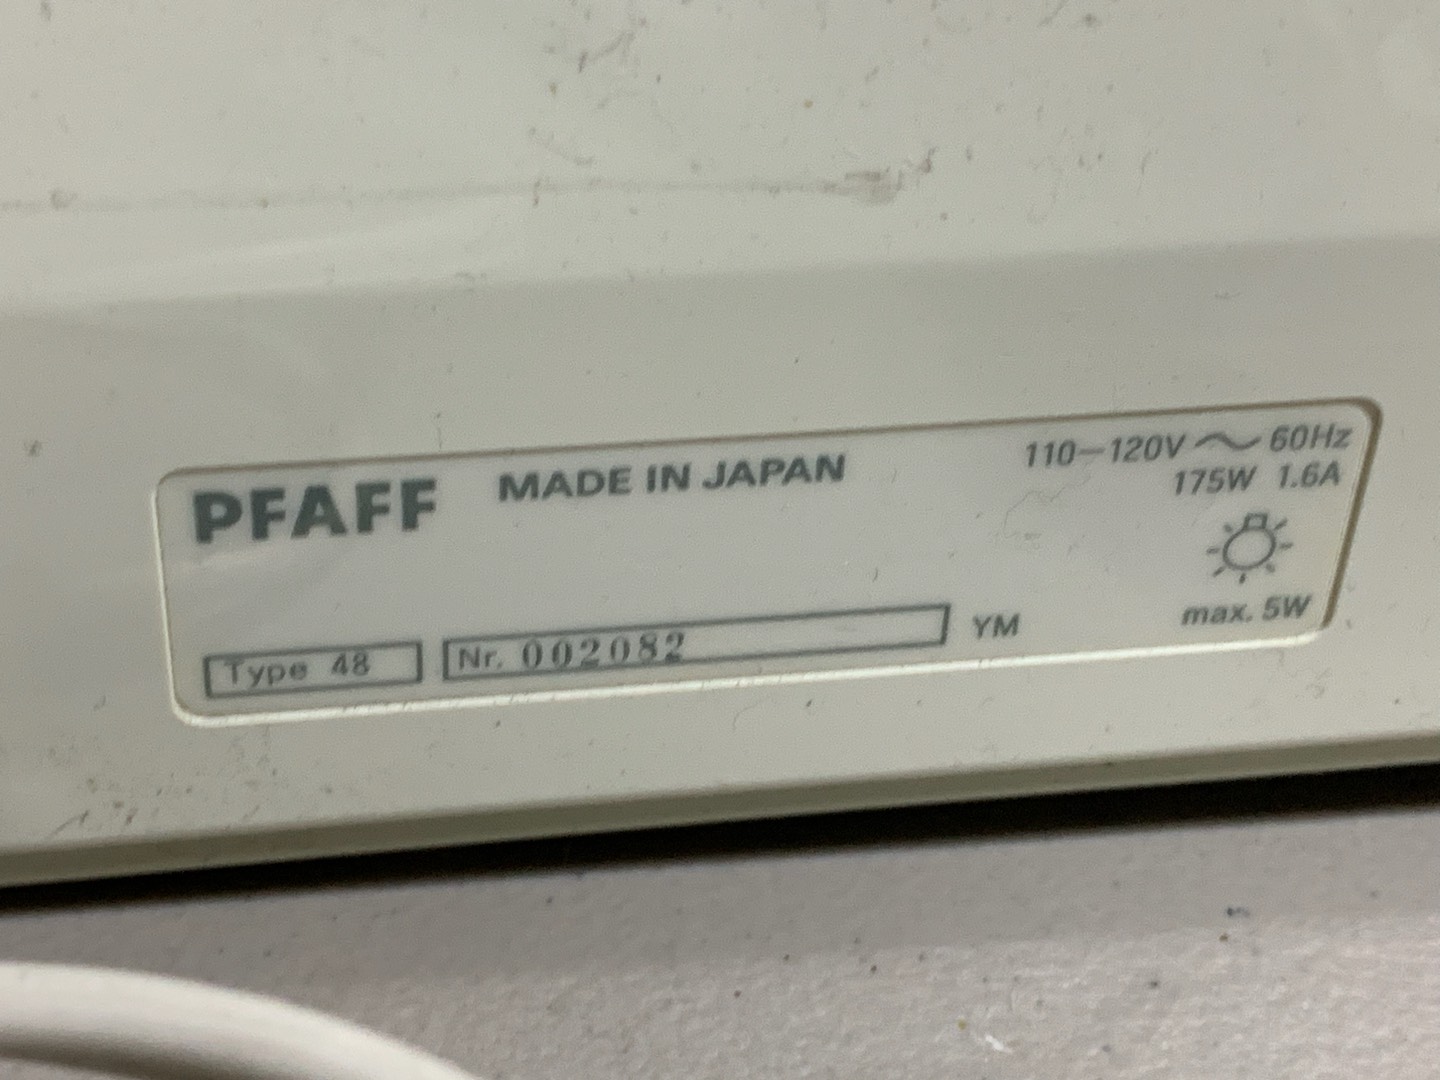 PFAFF MADE IN JAPAN 110–120V ~ 60Hz
175W 1.6A
max. 5W
Type 48 Nr. 002082 YM